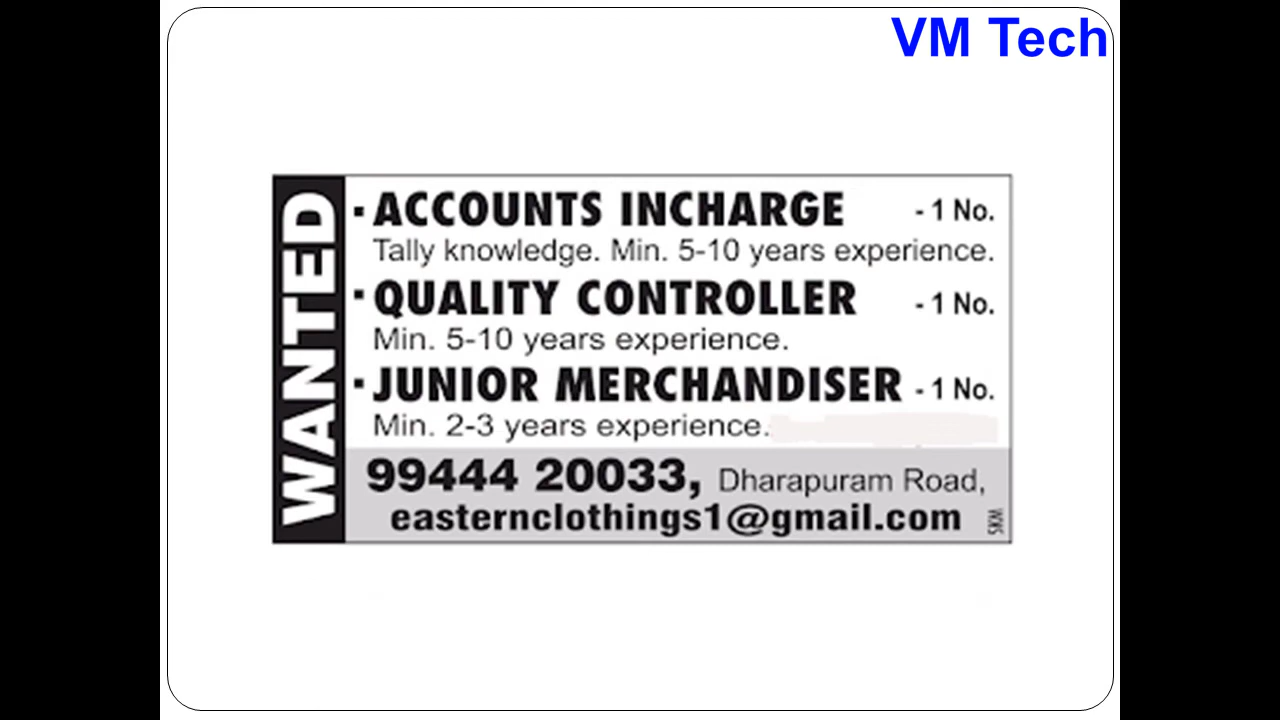 VM Tech
WANTED
▪ ACCOUNTS INCHARGE - 1 No.
Tally knowledge. Min. 5-10 years experience.
▪ QUALITY CONTROLLER - 1 No.
Min. 5-10 years experience.
▪ JUNIOR MERCHANDISER - 1 No.
Min. 2-3 years experience.
99444 20033, Dharapuram Road,
easternclothings1@gmail.com